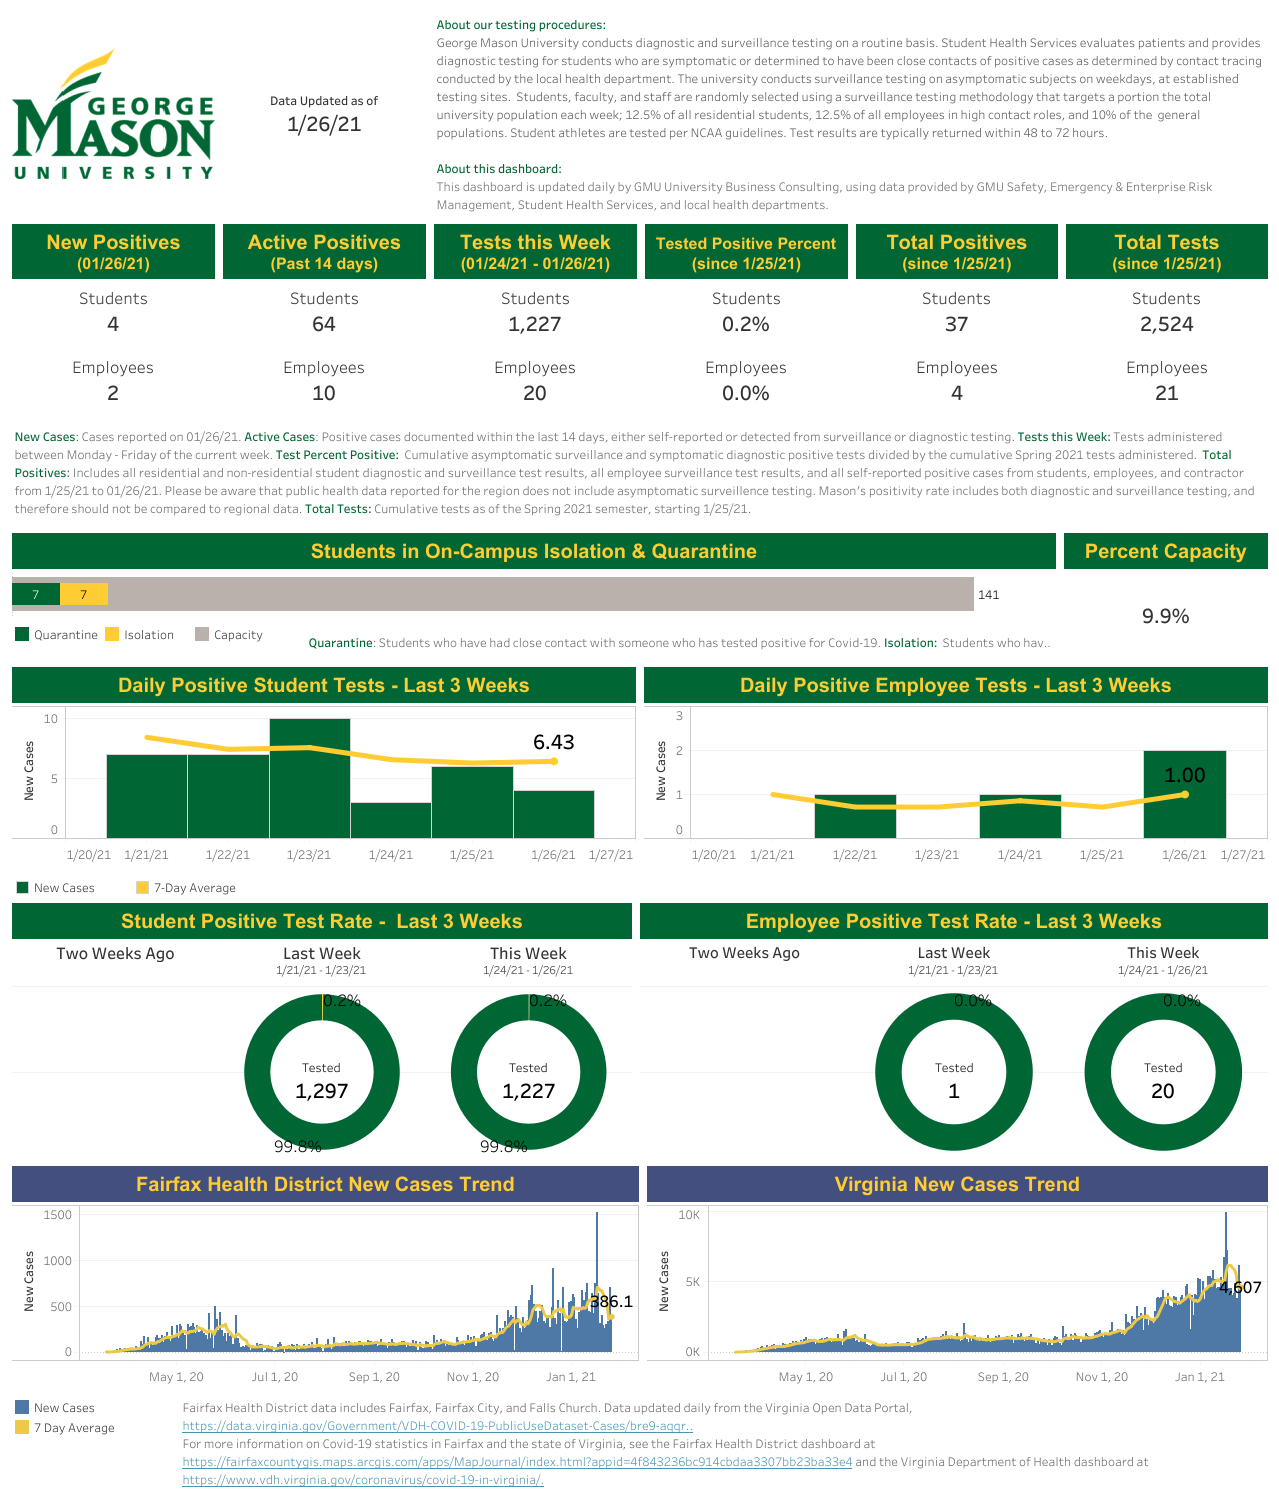 About our testing procedures:
George Mason University conducts diagnostic and surveillance testing on a routine basis. Student Health Services evaluates patients and provides
diagnostic testing for students who are symptomatic or determined to have been close contacts of positive cases as determined by contact tracing
conducted by the local health department. The university conducts surveillance testing on asymptomatic subjects on weekdays, at established
testing sites. Students, faculty, and staff are randomly selected using a surveillance testing methodology that targets a portion the total
university population each week; 12.5% of all residential students, 12.5% of all employees in high contact roles, and 10% of the general
populations. Student athletes are tested per NCAA guidelines. Test results are typically returned within 48 to 72 hours.
GEORGE
MASON
UNIVERSITY
Data Updated as of
1/26/21
About this dashboard:
This dashboard is updated daily by GMU University Business Consulting, using data provided by GMU Safety, Emergency & Enterprise Risk
Management, Student Health Services, and local health departments.
New Positives Active Positives Tests this Week Tested Positive Percent Total Positives Total Tests
(01/26/21) (Past 14 days) (01/24/21 - 01/26/21) (since 1/25/21) (since 1/25/21) (since 1/25/21)
Students Students Students Students Students Students
4 64 1,227 0.2% 37 2,524
Employees Employees Employees Employees Employees Employees
2 10 20 0.0% 4 21
New Cases: Cases reported on 01/26/21. Active Cases: Positive cases documented within the last 14 days, either self-reported or detected from surveillance or diagnostic testing. Tests this Week: Tests administered
between Monday - Friday of the current week. Test Percent Positive: Cumulative asymptomatic surveillance and symptomatic diagnostic positive tests divided by the cumulative Spring 2021 tests administered. Total
Positives: Includes all residential and non-residential student diagnostic and surveillance test results, all employee surveillance test results, and all self-reported positive cases from students, employees, and contractor
from 1/25/21 to 01/26/21. Please be aware that public health data reported for the region does not include asymptomatic surveillence testing. Mason's positivity rate includes both diagnostic and surveillance testing, and
therefore should not be compared to regional data. Total Tests: Cumulative tests as of the Spring 2021 semester, starting 1/25/21.
Students in On-Campus Isolation & Quarantine Percent Capacity
7 7 141
9.9%
Quarantine Isolation Capacity
Quarantine: Students who have had close contact with someone who has tested positive for Covid-19. Isolation: Students who hav..
Daily Positive Student Tests - Last 3 Weeks
New Cases
10
5
0
6.43
1/20/21 1/21/21 1/22/21 1/23/21 1/24/21 1/25/21 1/26/21 1/27/21
New Cases 7-Day Average
Daily Positive Employee Tests - Last 3 Weeks
New Cases
3
2
1
0
1.00
1/20/21 1/21/21 1/22/21 1/23/21 1/24/21 1/25/21 1/26/21 1/27/21
Student Positive Test Rate - Last 3 Weeks
Two Weeks Ago Last Week This Week
1/21/21 - 1/23/21 1/24/21 - 1/26/21
0.2% 0.2%
Tested Tested
1,297 1,227
99.8% 99.8%
Employee Positive Test Rate - Last 3 Weeks
Two Weeks Ago Last Week This Week
1/21/21 - 1/23/21 1/24/21 - 1/26/21
0.0% 0.0%
Tested Tested
1 20
Fairfax Health District New Cases Trend
New Cases
1500
1000
500
0
386.1
May 1, 20 Jul 1, 20 Sep 1, 20 Nov 1, 20 Jan 1, 21
Virginia New Cases Trend
New Cases
10K
5K
0K
4,607
May 1, 20 Jul 1, 20 Sep 1, 20 Nov 1, 20 Jan 1, 21
New Cases
7 Day Average
Fairfax Health District data includes Fairfax, Fairfax City, and Falls Church. Data updated daily from the Virginia Open Data Portal,
https://data.virginia.gov/Government/VDH-COVID-19-PublicUseDataset-Cases/bre9-aqqr..
For more information on Covid-19 statistics in Fairfax and the state of Virginia, see the Fairfax Health District dashboard at
https://fairfaxcountygis.maps.arcgis.com/apps/MapJournal/index.html?appid=4f843236bc914cbdaa3307bb23ba33e4 and the Virginia Department of Health dashboard at
https://www.vdh.virginia.gov/coronavirus/covid-19-in-virginia/.